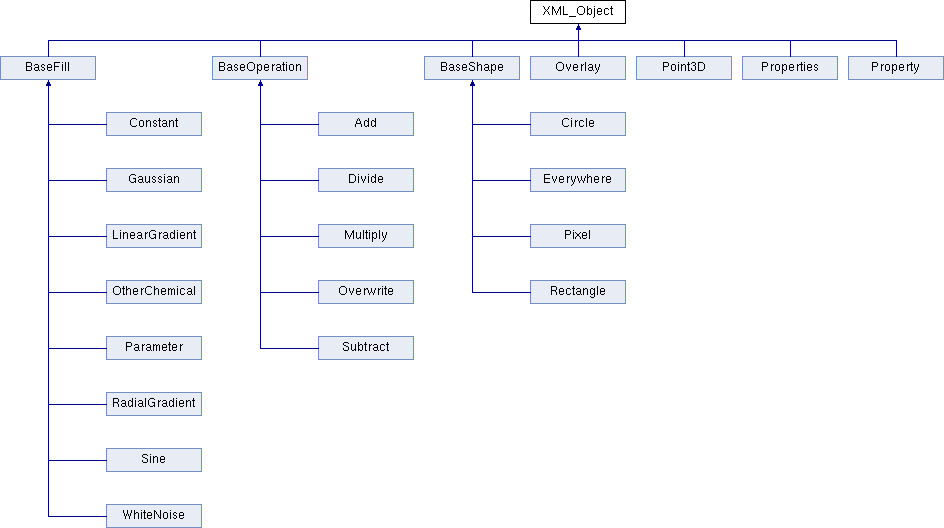 XML_Object
BaseFill
BaseOperation
BaseShape
Overlay
Point3D
Properties
Property
Constant
Add
Circle
Gaussian
Divide
Everywhere
LinearGradient
Multiply
Pixel
OtherChemical
Overwrite
Rectangle
Parameter
Subtract
RadialGradient
Sine
WhiteNoise